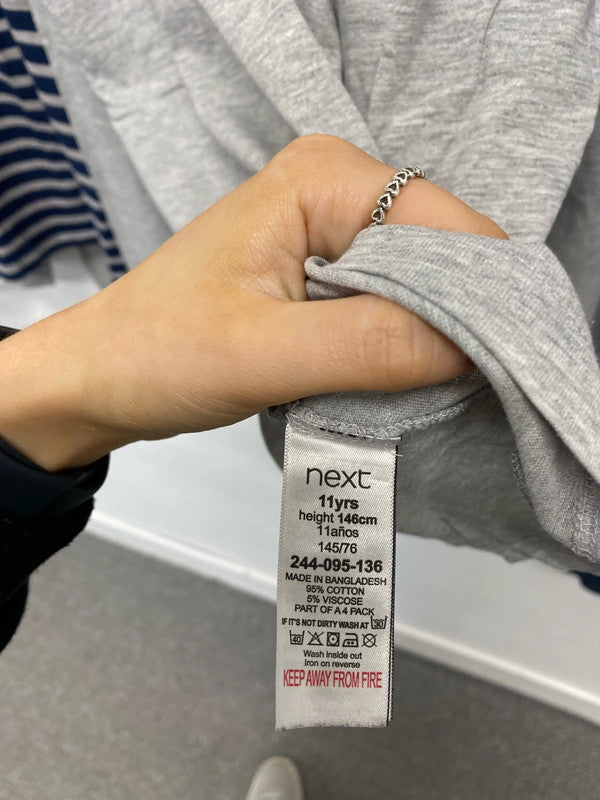 next
11yrs
height 146cm
11años
145/76
244-095-136
MADE IN BANGLADESH
95% COTTON
5% VISCOSE
PART OF A 4 PACK
IF IT'S NOT DIRTY WASH AT 30
40
Wash inside out
Iron on reverse
KEEP AWAY FROM FIRE